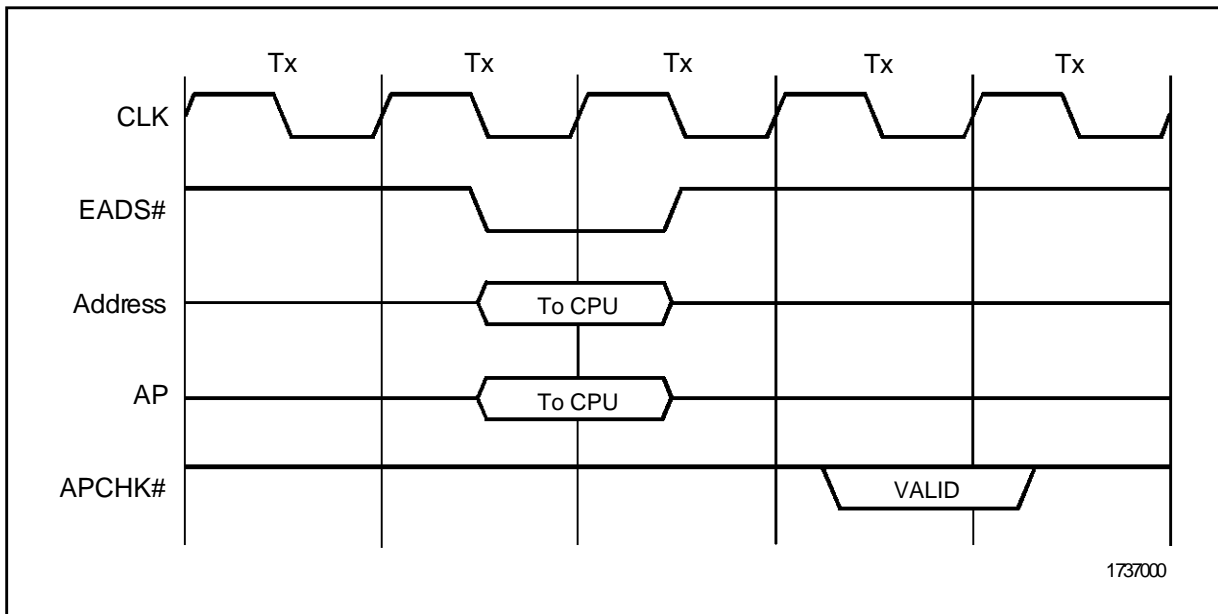 Tx Tx Tx Tx Tx
CLK
EADS#
Address To CPU
AP To CPU
APCHK# VALID
1737000